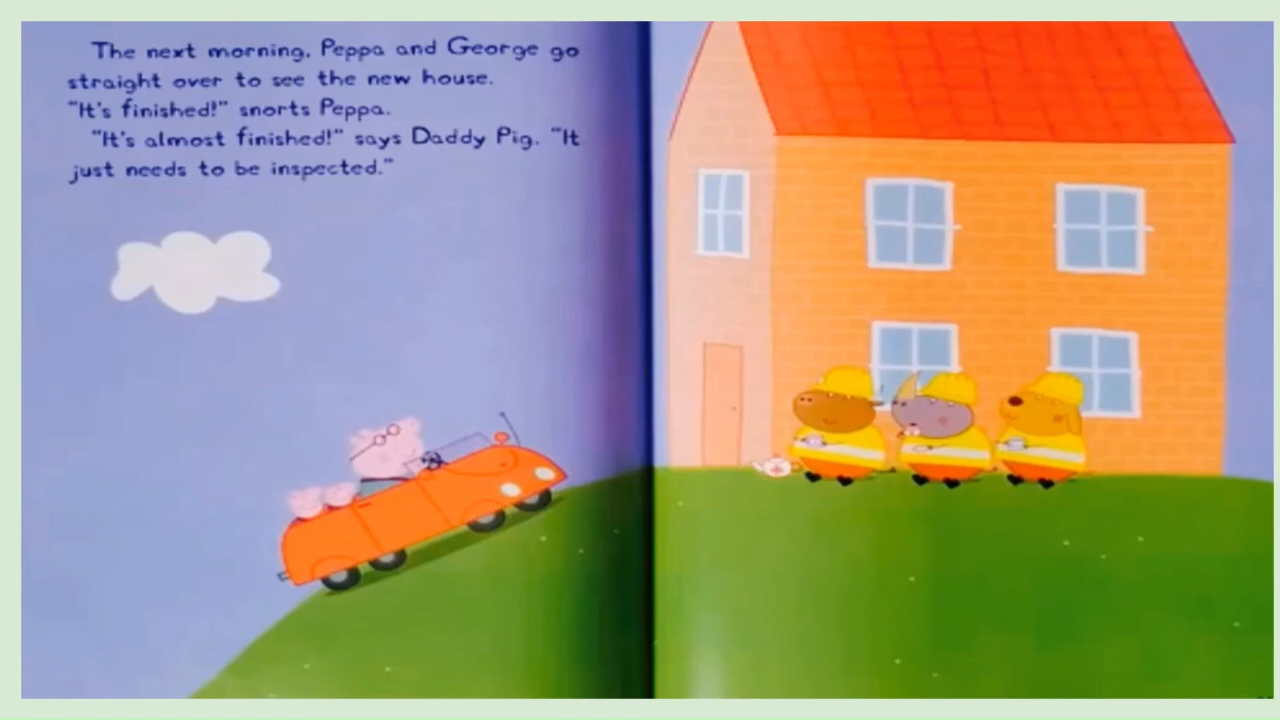 The next morning, Peppa and George go
straight over to see the new house.
"It's finished!" snorts Peppa.
"It's almost finished!" says Daddy Pig. "It
just needs to be inspected."